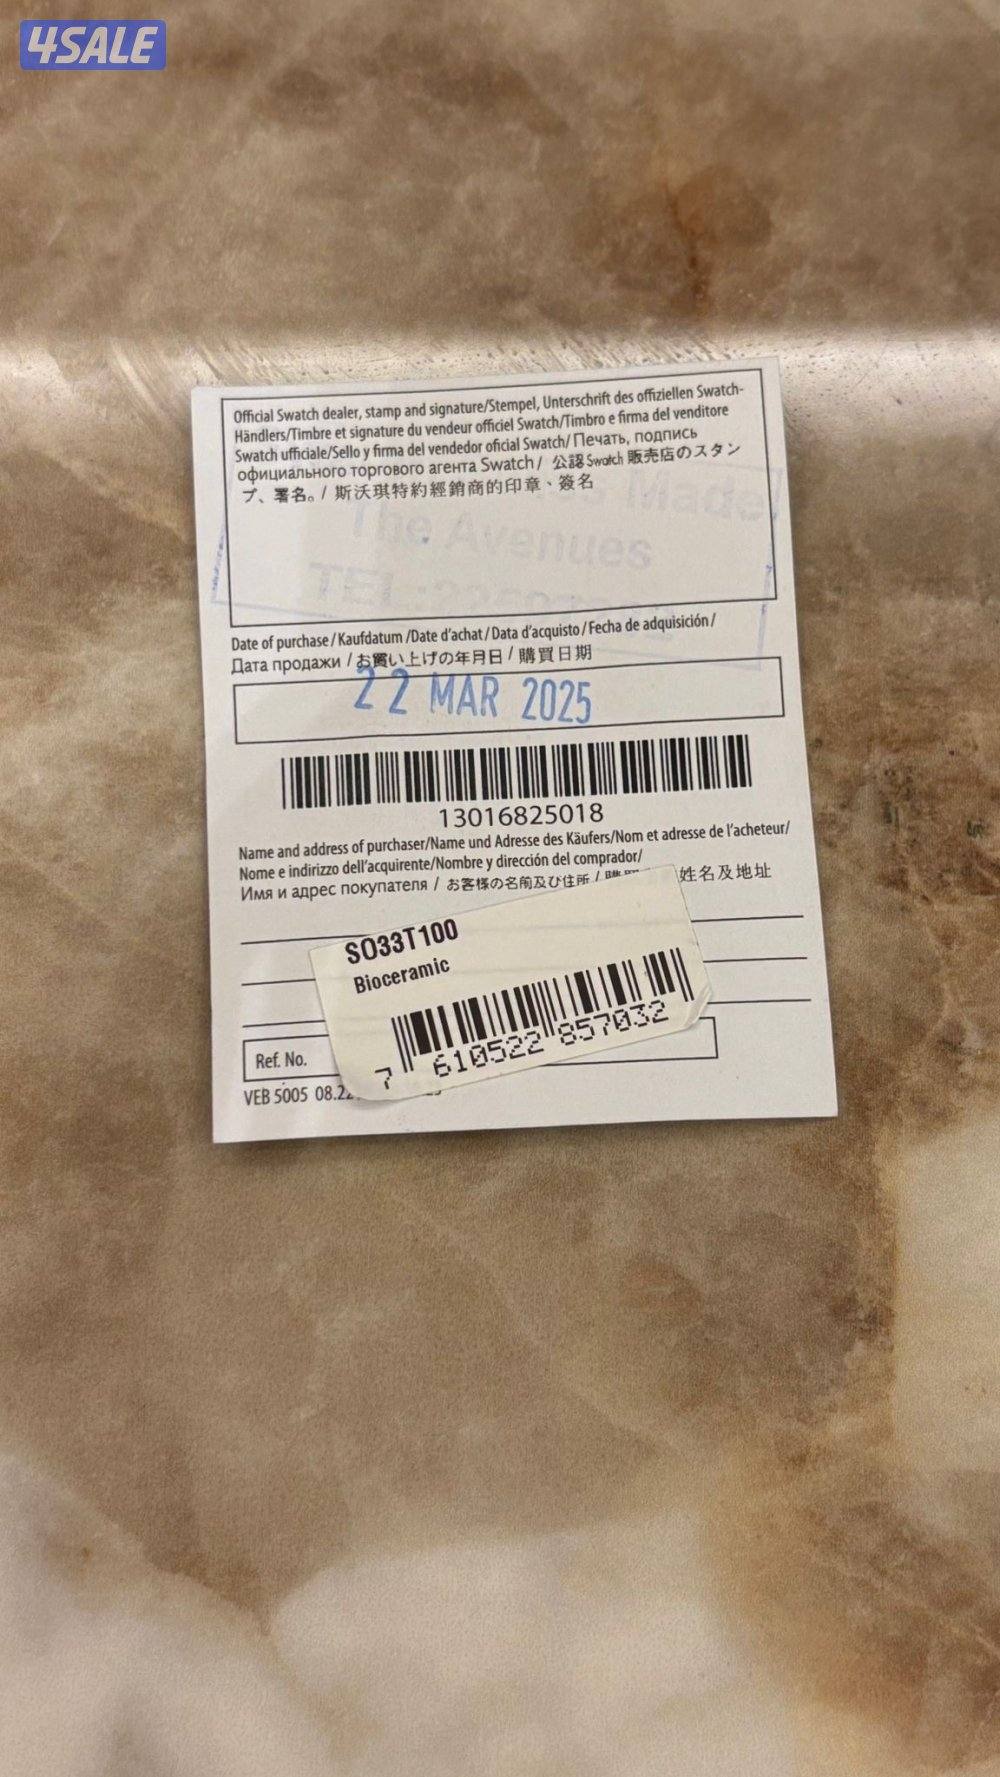 4SALE
Official Swatch dealer, stamp and signature/Stempel, Unterschrift des offiziellen Swatch-
Händlers/Timbre et signature du vendeur officiel Swatch/Timbro e firma del venditore
Swatch ufficiale/Sello y firma del vendedor oficial Swatch/ Печать, подпись
официального торгового агента Swatch / 公認 Swatch 販売店のスタン
プ、署名。/ 斯沃琪特約經銷商的印章、簽名
The Avenues
TEL:
Date of purchase/Kaufdatum /Date d'achat/Data d'acquisto/Fecha de adquisición/
Дата продажи / お買い上げの年月日 / 購買日期
22 MAR 2025
13016825018
Name and address of purchaser/Name und Adresse des Käufers/Nom et adresse de l'acheteur/
Nome e indirizzo dell'acquirente/Nombre y dirección del comprador/
Имя и адрес покупателя / お客様の名前及び住所 / 姓名及地址
SO33T100
Bioceramic
7 610522 857032
Ref. No.
VEB 5005 08.22